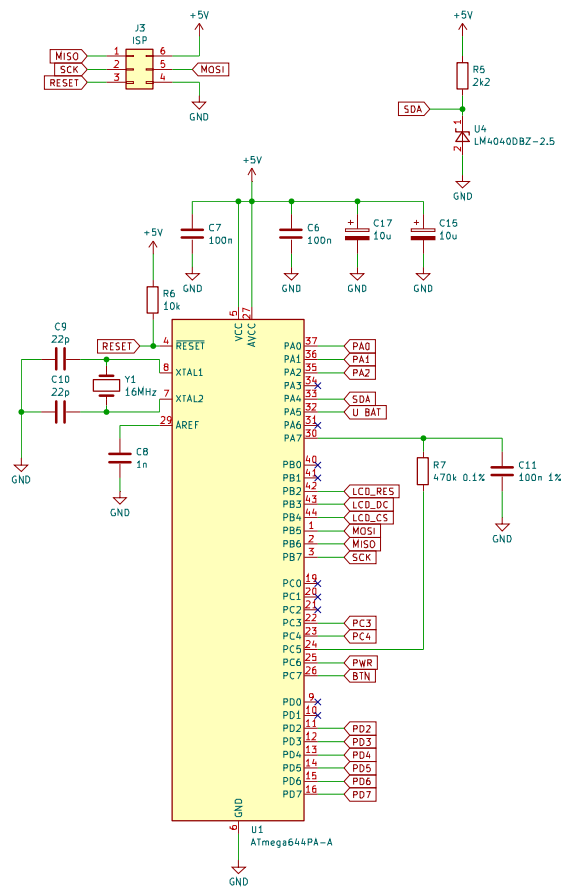 J3
ISP
+5V
MISO 1 6
SCK 2 5 MOSI
RESET 3 4
GND
+5V
R5
2k2
SDA
1
U4
LM4040DBZ-2.5
2
GND
+5V
C7
100n
GND
C6
100n
GND
C17
+
10u
GND
C15
+
10u
GND
+5V
R6
10k
5
VCC
27
AVCC
RESET 4 RESET
C9
22p
8 XTAL1
Y1
16MHz
C10
22p
7 XTAL2
29 AREF
C8
1n
GND
GND
PA0 37 PA0
PA1 36 PA1
PA2 35 PA2
PA3 34
PA4 33 SDA
PA5 32 U_BAT
PA6 31
PA7 30
R7
470k 0.1%
C11
100n 1%
GND
PB0 40
PB1 41
PB2 42 LCD_RES
PB3 43 LCD_DC
PB4 44 LCD_CS
PB5 1 MOSI
PB6 2 MISO
PB7 3 SCK
PC0 19
PC1 20
PC2 21
PC3 22 PC3
PC4 23 PC4
PC5 24
PC6 25 PWR
PC7 26 BTN
PD0 9
PD1 10
PD2 11 PD2
PD3 12 PD3
PD4 13 PD4
PD5 14 PD5
PD6 15 PD6
PD7 16 PD7
GND
6
U1
ATmega644PA-A
GND